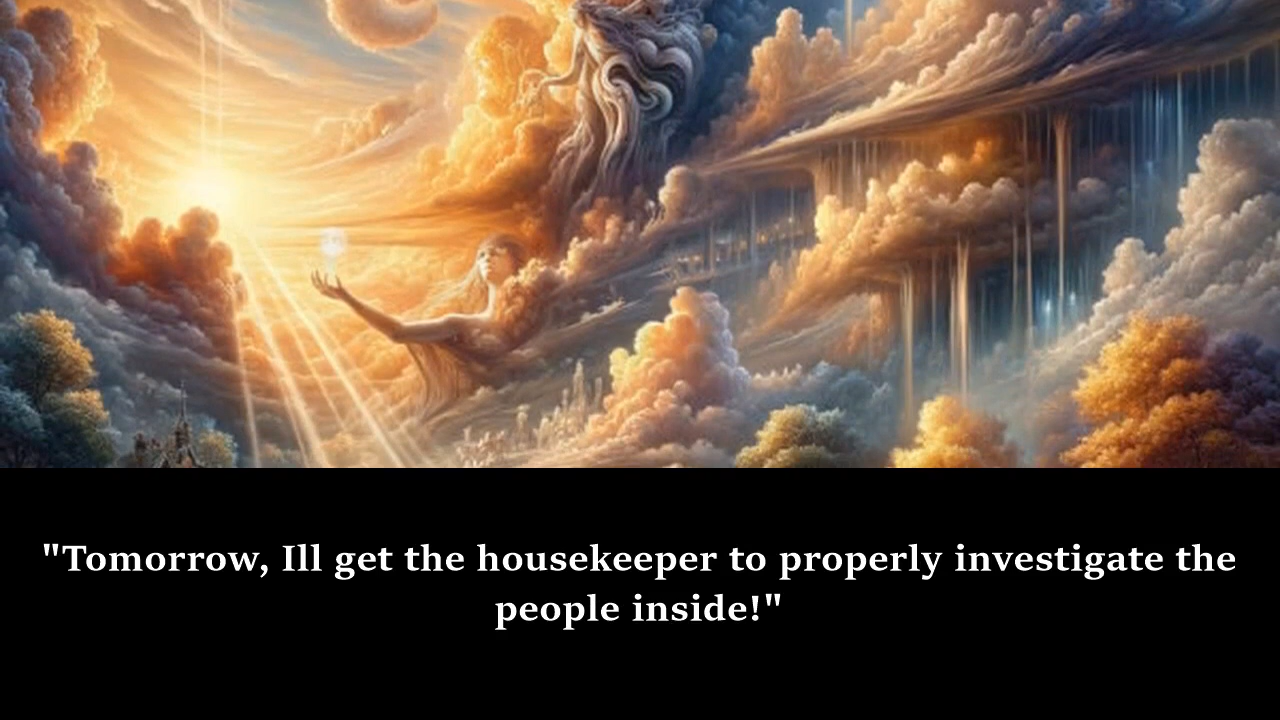 "Tomorrow, Ill get the housekeeper to properly investigate the
people inside!"